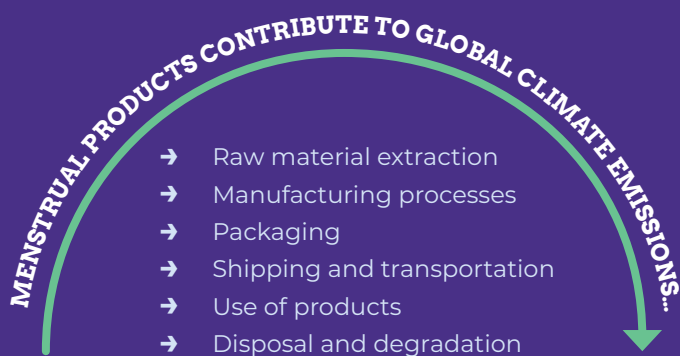 MENSTRUAL PRODUCTS CONTRIBUTE TO GLOBAL CLIMATE EMISSIONS...
→ Raw material extraction
→ Manufacturing processes
→ Packaging
→ Shipping and transportation
→ Use of products
→ Disposal and degradation